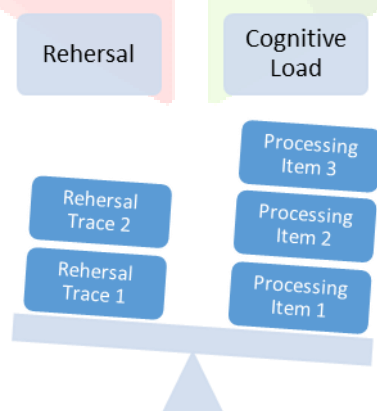 Rehersal
Cognitive
Load
Processing
Item 3
Rehersal
Trace 2
Processing
Item 2
Rehersal
Trace 1
Processing
Item 1